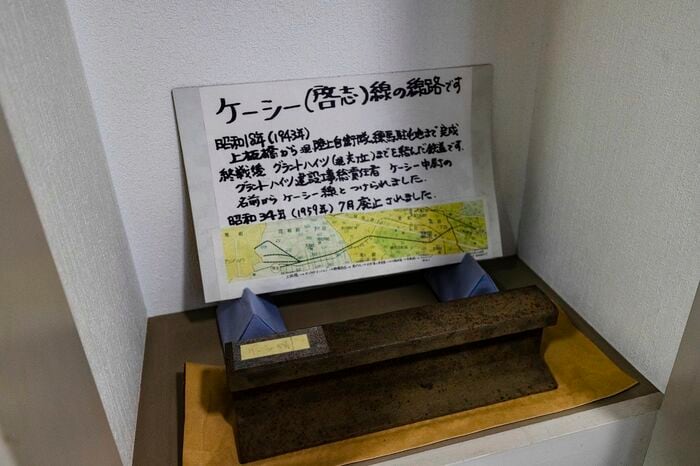 ケーシー(啓志)線の線路です
昭和18年(1943年)
上板橋から現陸上自衛隊練馬駐屯地まで完成
終戦後 グラントハイツ(現光が丘)までを結んだ鉄道です.
グラントハイツ建設工事総責任者 ケーシー中尉の
名前から ケーシー線とつけられました.
昭和34年(1959年)7月廃止されました.